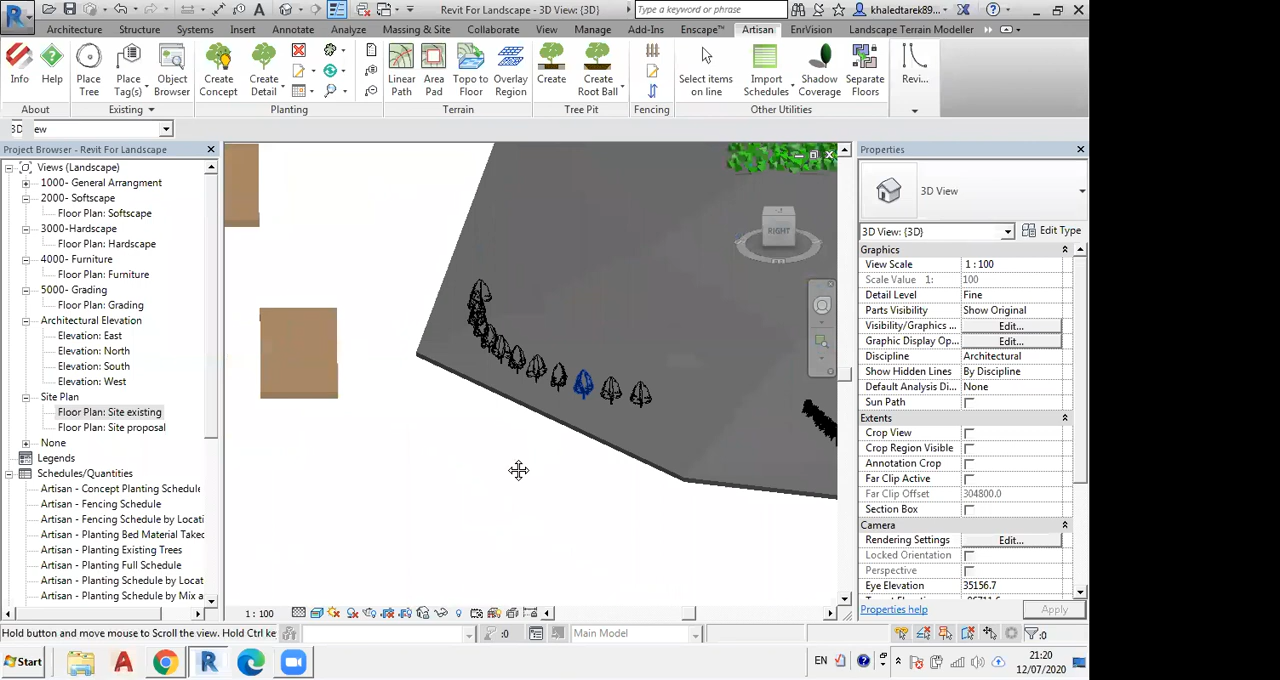 Revit For Landscape - 3D View: {3D}
Type a keyword or phrase
khaledtarek89...
Architecture Structure Systems Insert Annotate Analyze Massing & Site Collaborate View Manage Add-Ins Enscape™ Artisan EnVision Landscape Terrain Modeller
Info Help Place Tree Place Tag(s) Object Browser Create Concept Create Detail Linear Path Area Pad Topo to Floor Overlay Region Create Create Root Ball Select items on line Import Schedules Shadow Coverage Separate Floors Revi...
About Existing Planting Terrain Tree Pit Fencing Other Utilities
3D View
Project Browser - Revit For Landscape
Views (Landscape)
1000- General Arrangment
2000- Softscape
Floor Plan: Softscape
3000-Hardscape
Floor Plan: Hardscape
4000- Furniture
Floor Plan: Furniture
5000- Grading
Floor Plan: Grading
Architectural Elevation
Elevation: East
Elevation: North
Elevation: South
Elevation: West
Site Plan
Floor Plan: Site existing
Floor Plan: Site proposal
None
Legends
Schedules/Quantities
Artisan - Concept Planting Schedule
Artisan - Fencing Schedule
Artisan - Fencing Schedule by Locati
Artisan - Planting Bed Material Takec
Artisan - Planting Existing Trees
Artisan - Planting Full Schedule
Artisan - Planting Schedule by Locat
Artisan - Planting Schedule by Mix a
RIGHT
1 : 100
Properties
3D View
3D View: {3D} Edit Type
Graphics
View Scale 1 : 100
Scale Value 1: 100
Detail Level Fine
Parts Visibility Show Original
Visibility/Graphics ... Edit...
Graphic Display Op... Edit...
Discipline Architectural
Show Hidden Lines By Discipline
Default Analysis Di... None
Sun Path
Extents
Crop View
Crop Region Visible
Annotation Crop
Far Clip Active
Far Clip Offset 304800.0
Section Box
Camera
Rendering Settings Edit...
Locked Orientation
Perspective
Eye Elevation 35156.7
Properties help Apply
Hold button and move mouse to Scroll the view. Hold Ctr ke
:0 Main Model :0
Start EN 21:20
12/07/2020